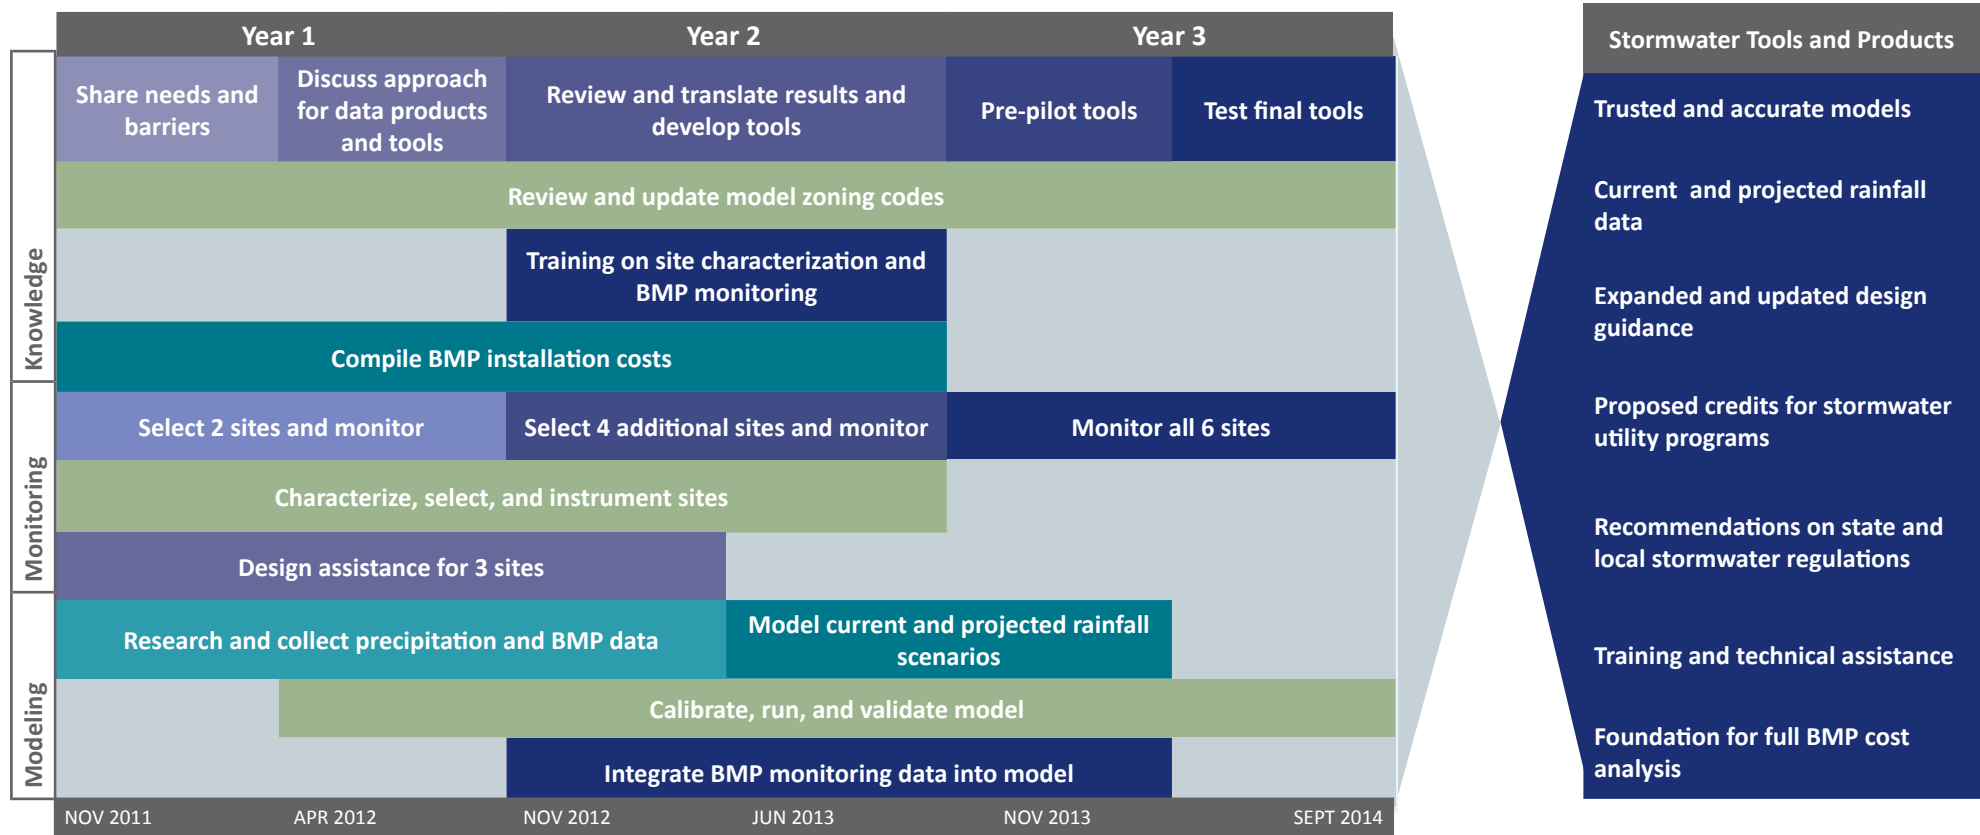 Year 1
Year 2
Year 3
Knowledge
Share needs and
barriers
Discuss approach
for data products
and tools
Review and translate results and
develop tools
Pre-pilot tools
Test final tools
Review and update model zoning codes
Training on site characterization and
BMP monitoring
Compile BMP installation costs
Monitoring
Select 2 sites and monitor
Select 4 additional sites and monitor
Monitor all 6 sites
Characterize, select, and instrument sites
Design assistance for 3 sites
Modeling
Research and collect precipitation and BMP data
Model current and projected rainfall
scenarios
Calibrate, run, and validate model
Integrate BMP monitoring data into model
NOV 2011
APR 2012
NOV 2012
JUN 2013
NOV 2013
SEPT 2014
Stormwater Tools and Products
Trusted and accurate models
Current and projected rainfall
data
Expanded and updated design
guidance
Proposed credits for stormwater
utility programs
Recommendations on state and
local stormwater regulations
Training and technical assistance
Foundation for full BMP cost
analysis